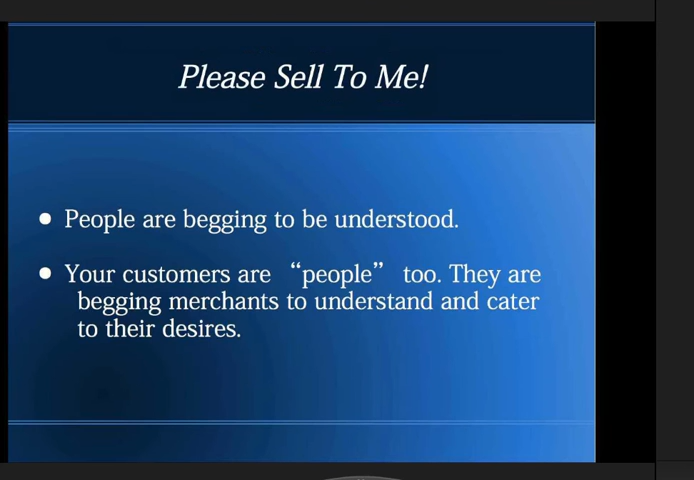 Please Sell To Me!
● People are begging to be understood.
● Your customers are “people” too. They are
begging merchants to understand and cater
to their desires.